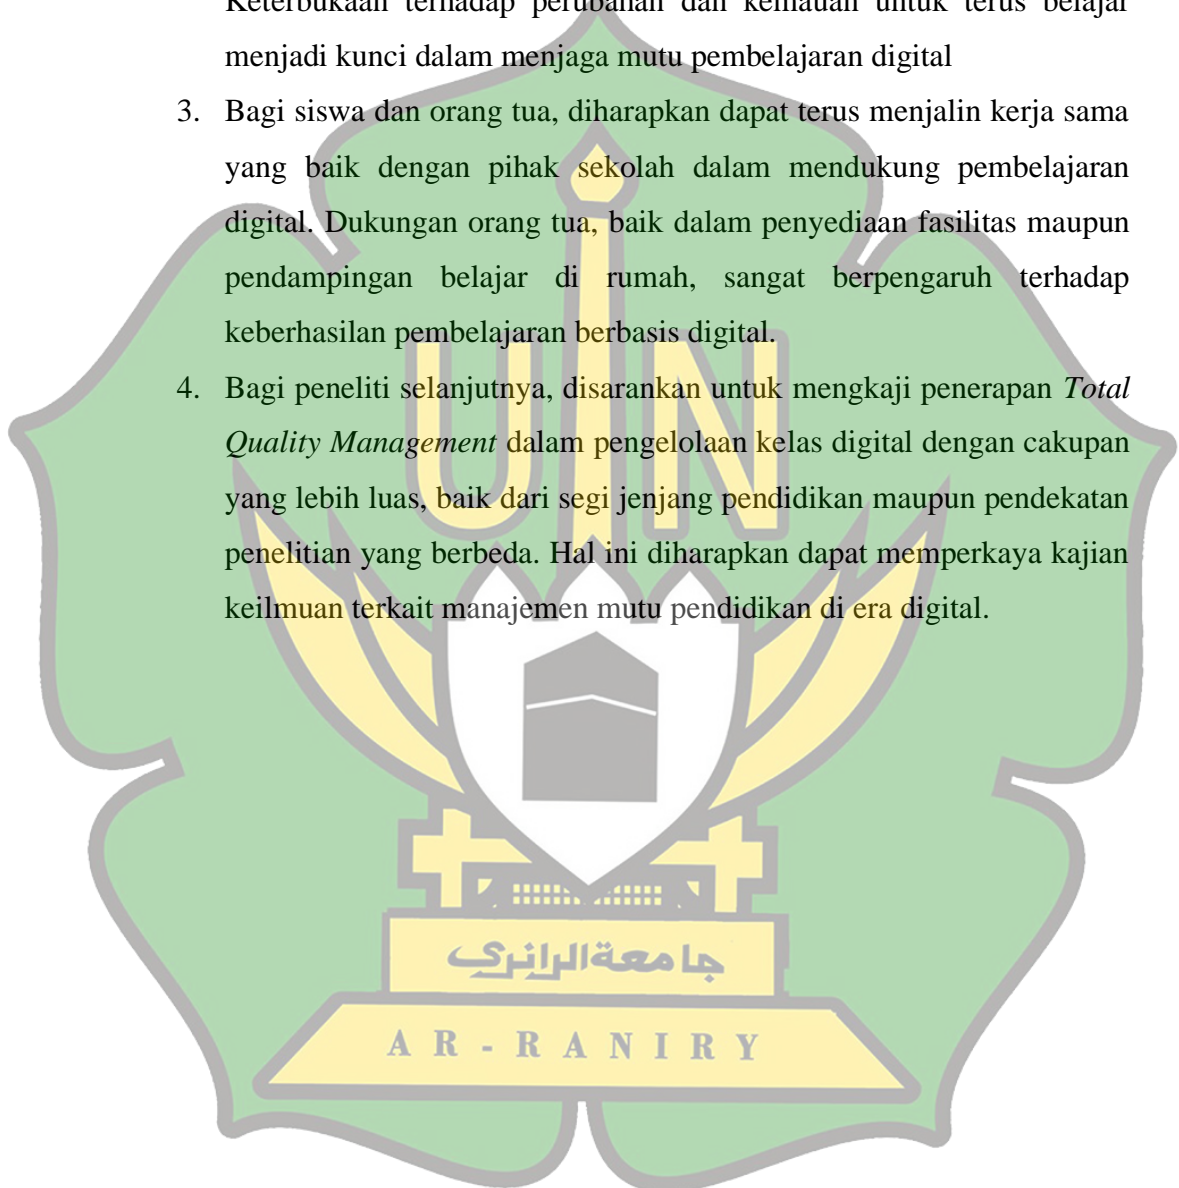 Keterbukaan terhadap perubahan dan kemauan untuk terus belajar
menjadi kunci dalam menjaga mutu pembelajaran digital
3. Bagi siswa dan orang tua, diharapkan dapat terus menjalin kerja sama
yang baik dengan pihak sekolah dalam mendukung pembelajaran
digital. Dukungan orang tua, baik dalam penyediaan fasilitas maupun
pendampingan belajar di rumah, sangat berpengaruh terhadap
keberhasilan pembelajaran berbasis digital.
4. Bagi peneliti selanjutnya, disarankan untuk mengkaji penerapan Total
Quality Management dalam pengelolaan kelas digital dengan cakupan
yang lebih luas, baik dari segi jenjang pendidikan maupun pendekatan
penelitian yang berbeda. Hal ini diharapkan dapat memperkaya kajian
keilmuan terkait manajemen mutu pendidikan di era digital.
UIN
جامعةالرانري
AR-RANIRY